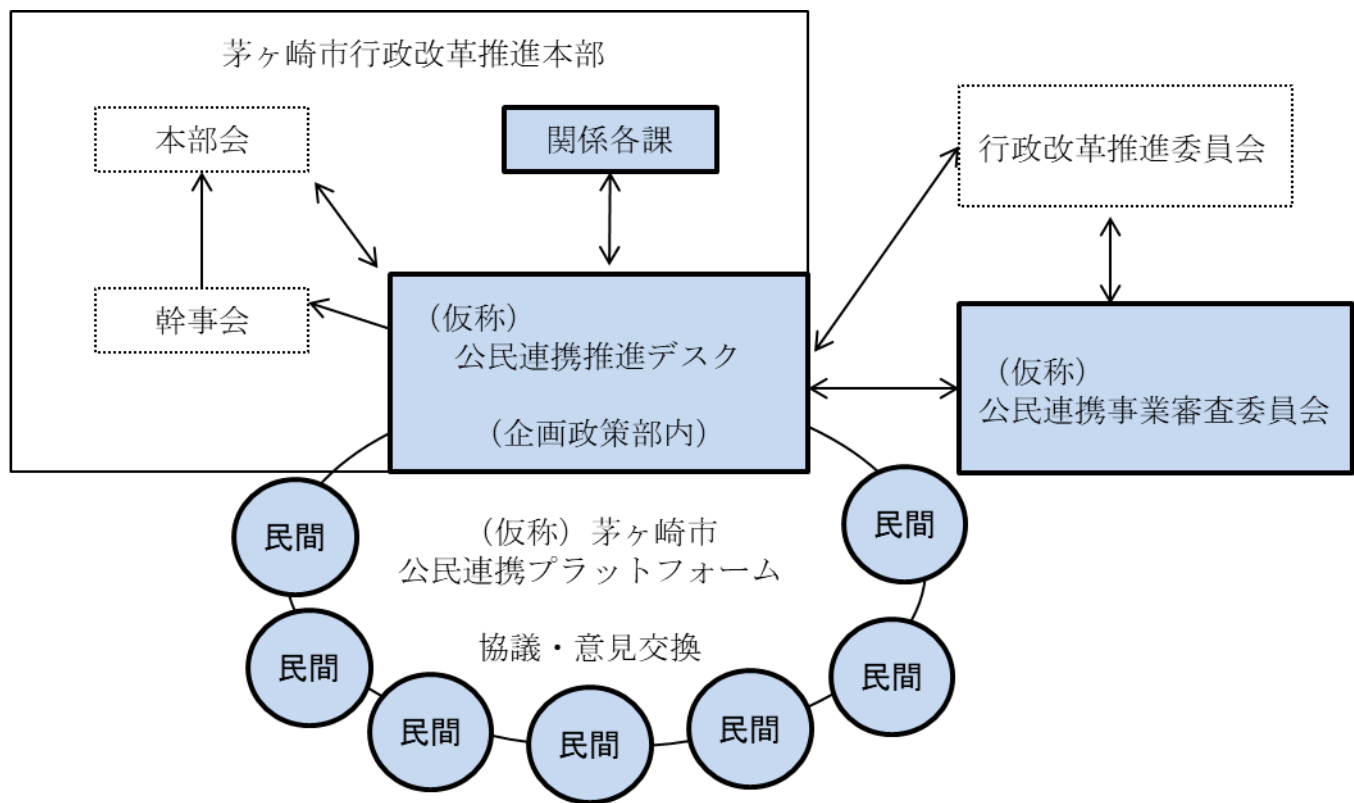 茅ヶ崎市行政改革推進本部
本部会
関係各課
行政改革推進委員会
幹事会
（仮称）
公民連携推進デスク
（企画政策部内）
（仮称）
公民連携事業審査委員会
（仮称）茅ヶ崎市
公民連携プラットフォーム
協議・意見交換
民間
民間
民間
民間
民間
民間
民間